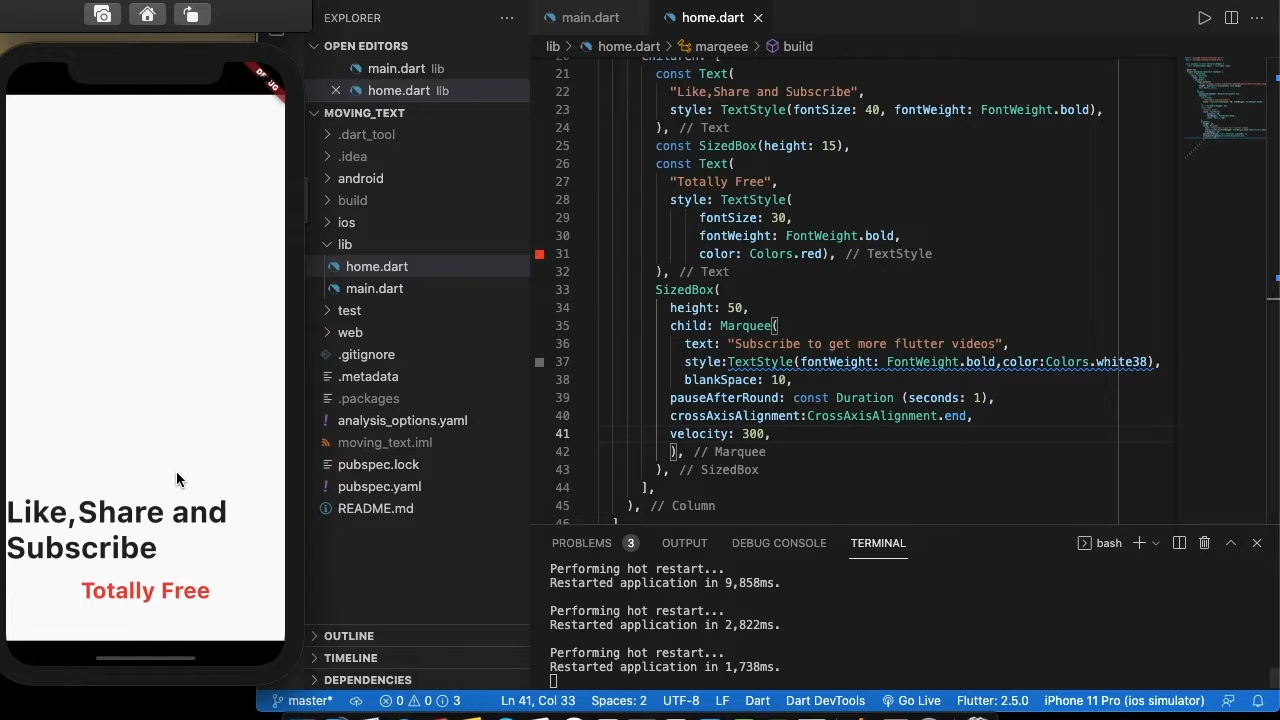 EXPLORER
OPEN EDITORS
main.dart lib
home.dart lib
MOVING_TEXT
.dart_tool
.idea
android
build
ios
lib
home.dart
main.dart
test
web
.gitignore
.metadata
.packages
analysis_options.yaml
moving_text.iml
pubspec.lock
pubspec.yaml
README.md
OUTLINE
TIMELINE
DEPENDENCIES
Like,Share and
Subscribe
Totally Free
main.dart home.dart
lib > home.dart > marqeee > build
21 const Text(
22 "Like,Share and Subscribe",
23 style: TextStyle(fontSize: 40, fontWeight: FontWeight.bold),
24 ), // Text
25 const SizedBox(height: 15),
26 const Text(
27 "Totally Free",
28 style: TextStyle(
29 fontSize: 30,
30 fontWeight: FontWeight.bold,
31 color: Colors.red), // TextStyle
32 ), // Text
33 SizedBox(
34 height: 50,
35 child: Marquee(
36 text: "Subscribe to get more flutter videos",
37 style:TextStyle(fontWeight: FontWeight.bold,color:Colors.white38),
38 blankSpace: 10,
39 pauseAfterRound: const Duration (seconds: 1),
40 crossAxisAlignment:CrossAxisAlignment.end,
41 velocity: 300,
42 ), // Marquee
43 ), // SizedBox
44 ],
45 ), // Column
PROBLEMS 3 OUTPUT DEBUG CONSOLE TERMINAL bash
Performing hot restart...
Restarted application in 9,858ms.
Performing hot restart...
Restarted application in 2,822ms.
Performing hot restart...
Restarted application in 1,738ms.
master* 0 0 3 Ln 41, Col 33 Spaces: 2 UTF-8 LF Dart Dart DevTools Go Live Flutter: 2.5.0 iPhone 11 Pro (ios simulator)